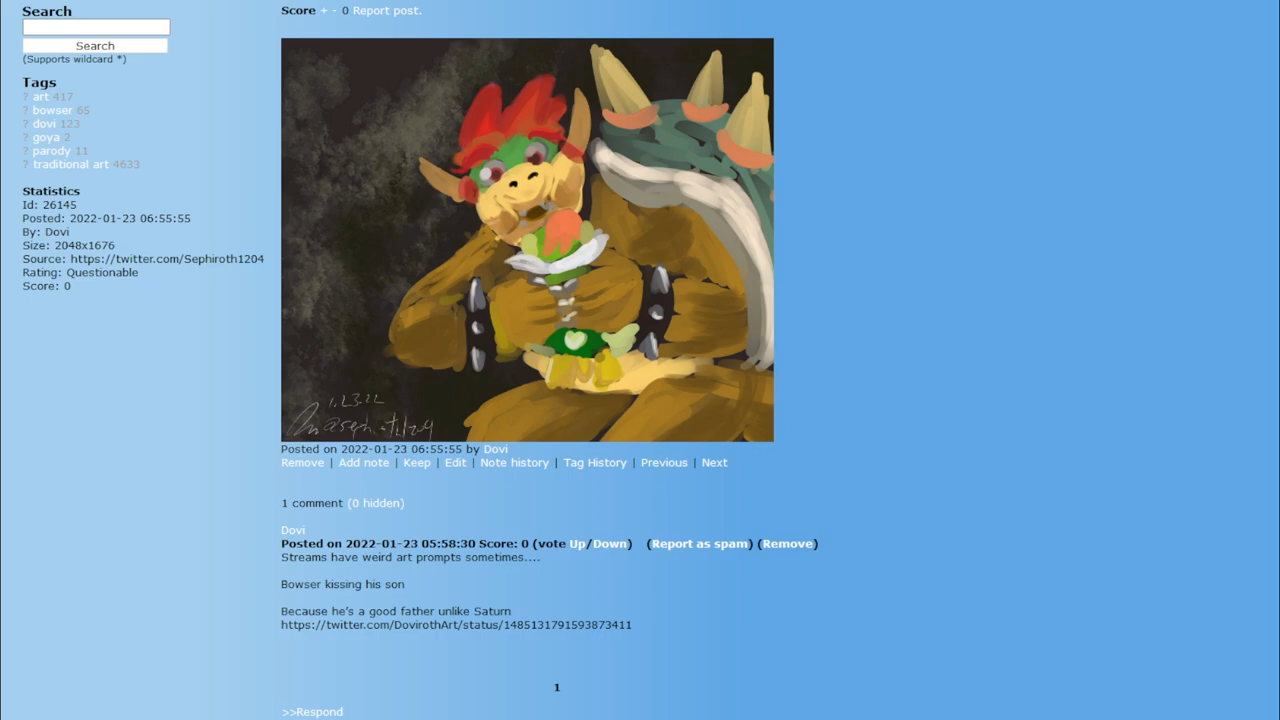 Search
Search
(Supports wildcard *)
Tags
? art 417
? bowser 65
? dovi 123
? goya 2
? parody 11
? traditional art 4633
Statistics
Id: 26145
Posted: 2022-01-23 06:55:55
By: Dovi
Size: 2048x1676
Source: https://twitter.com/Sephiroth1204
Rating: Questionable
Score: 0
Score + - 0 Report post.
1.23.22
Posted on 2022-01-23 06:55:55 by Dovi
Remove | Add note | Keep | Edit | Note history | Tag History | Previous | Next
1 comment (0 hidden)
Dovi
Posted on 2022-01-23 05:58:30 Score: 0 (vote Up/Down) (Report as spam) (Remove)
Streams have weird art prompts sometimes....
Bowser kissing his son
Because he's a good father unlike Saturn
https://twitter.com/DovirothArt/status/1485131791593873411
1
>>Respond